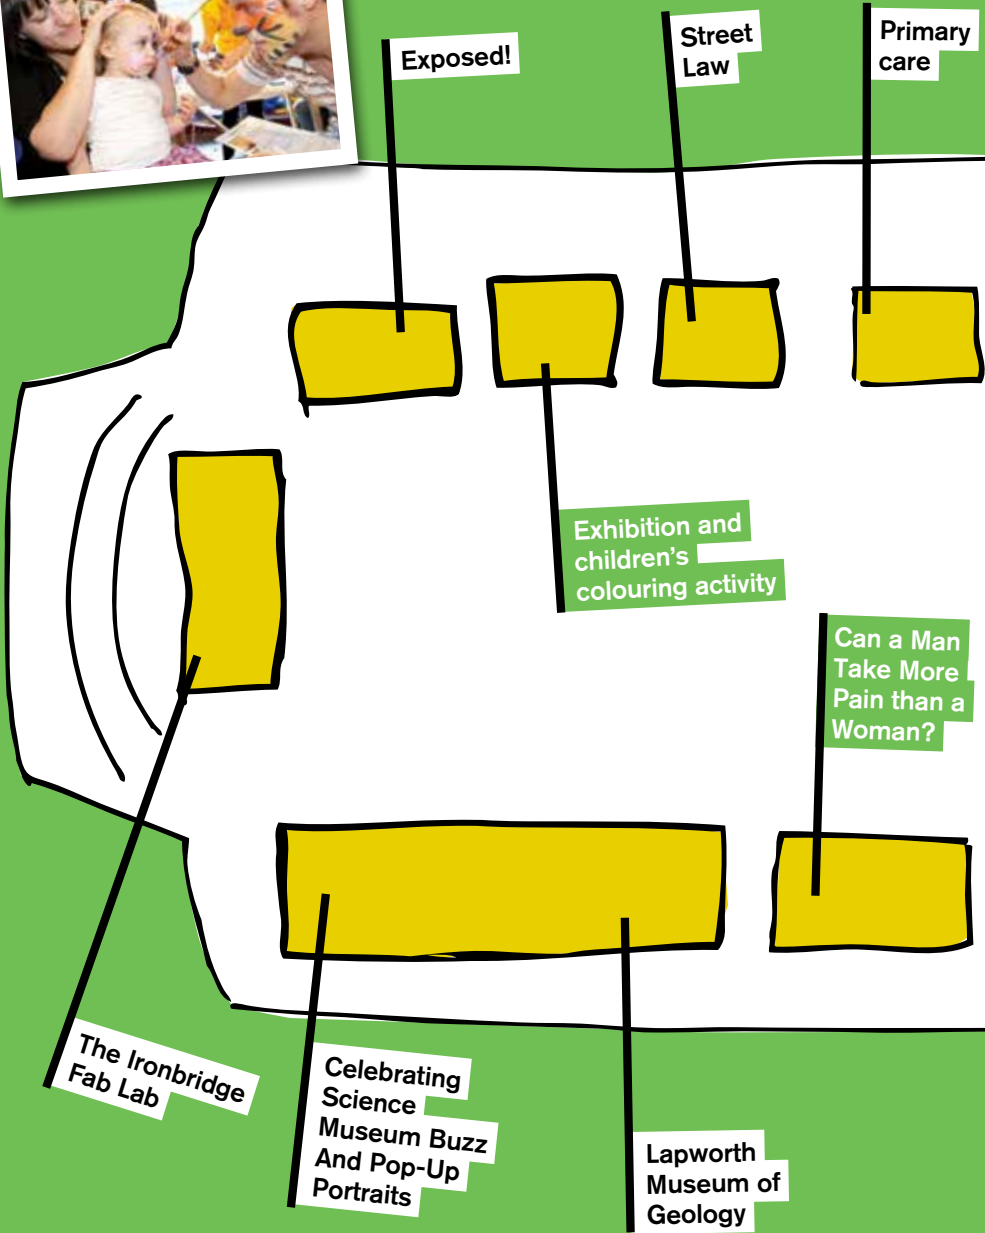 Exposed!
Street
Law
Primary
care
Exhibition and
children's
colouring activity
Can a Man
Take More
Pain than a
Woman?
The Ironbridge
Fab Lab
Celebrating
Science
Museum Buzz
And Pop-Up
Portraits
Lapworth
Museum of
Geology